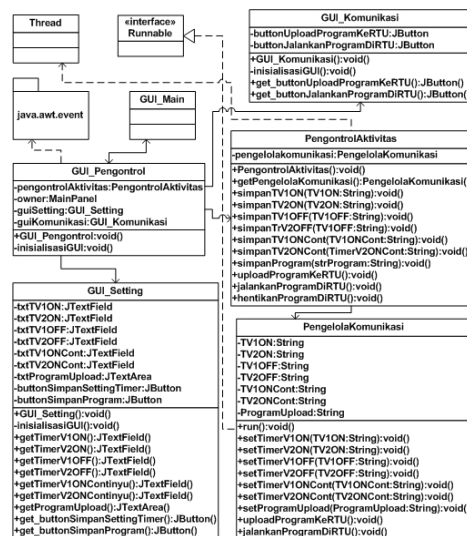 Thread
«interface»
Runnable
GUI_Komunikasi
-buttonUploadProgramKeRTU:JButton
-buttonJalankanProgramDiRTU:JButton
+GUI_Komunikasi():void()
-inisialisasiGUI():void()
+get_buttonUploadProgramKeRTU():JButton()
+get_buttonJalankanProgramDiRTU():JButton()
java.awt.event
GUI_Main
GUI_Pengontrol
-pengontrolAktivitas:PengontrolAktivitas
-owner:MainPanel
-guiSetting:GUI_Setting
-guiKomunikasi:GUI_Komunikasi
+GUI_Pengontrol:void()
-inisialisasiGUI:void()
PengontrolAktivitas
-pengelolakomunikasi:PengelolaKomunikasi
+PengontrolAktivitas():void()
+getPengelolaKomunikasi():PengelolaKomunikasi()
+simpanTV1ON(TV1ON:String):void()
+simpanTV2ON(TV2ON:String):void()
+simpanTV1OFF(TV1OFF:String):void()
+simpanTrV2OFF(TV1OFF:String):void()
+simpanTV1ONCont(TV1ONCont:String):void()
+simpanTV2ONCont(TimerV2ONCont:String):void()
+simpanProgram(strProgram:String):void()
+uploadProgramKeRTU():void()
+jalankanProgramDiRTU():void()
+hentikanProgramDiRTU():void()
GUI_Setting
-txtTV1ON:JTextField
-txtTV2ON:JTextField
-txtTV1OFF:JTextField
-txtTV2OFF:JTextField
-txtTV1ONCont:JTextField
-txtTV2ONCont:JTextField
-txtProgramUpload:JTextArea
-buttonSimpanSettingTimer:JButton
-buttonSimpanProgram:JButton
+GUI_Setting():void()
-inisialisasiGUI():void()
+getTimerV1ON():JTextField()
+getTimerV2ON():JTextField()
+getTimerV1OFF():JTextField()
+getTimerV2OFF():JTextField()
+getTimerV1ONContinyu():JTextField()
+getTimerV2ONContinyu():JTextField()
+getProgramUpload():JTextArea()
+get_buttonSimpanSettingTimer():JButton()
+get_buttonSimpanProgram():JButton()
PengelolaKomunikasi
-TV1ON:String
-TV2ON:String
-TV1OFF:String
-TV2OFF:String
-TV1ONCont:String
-TV2ONCont:String
-ProgramUpload:String
+run():void()
+setTimerV1ON(TV1ON:String):void()
+setTimerV2ON(TV2ON:String):void()
+setTimerV1OFF(TV1OFF:String):void()
+setTimerV2OFF(TV2OFF:String):void()
+setTimerV1ONCont(TV1ONCont:String):void()
+setTimerV2ONCont(TV2ONCont:String):void()
+setProgramUpload(ProgramUpload:String):void()
+uploadProgramKeRTU():void()
+jalankanProgramDiRTU():void()